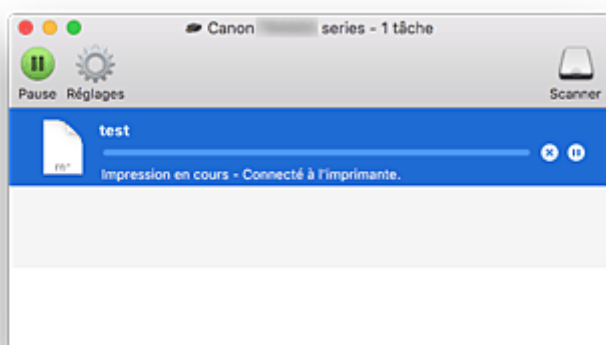 Canon series - 1 tâche
Pause Réglages Scanner
test
Impression en cours - Connecté à l'imprimante.